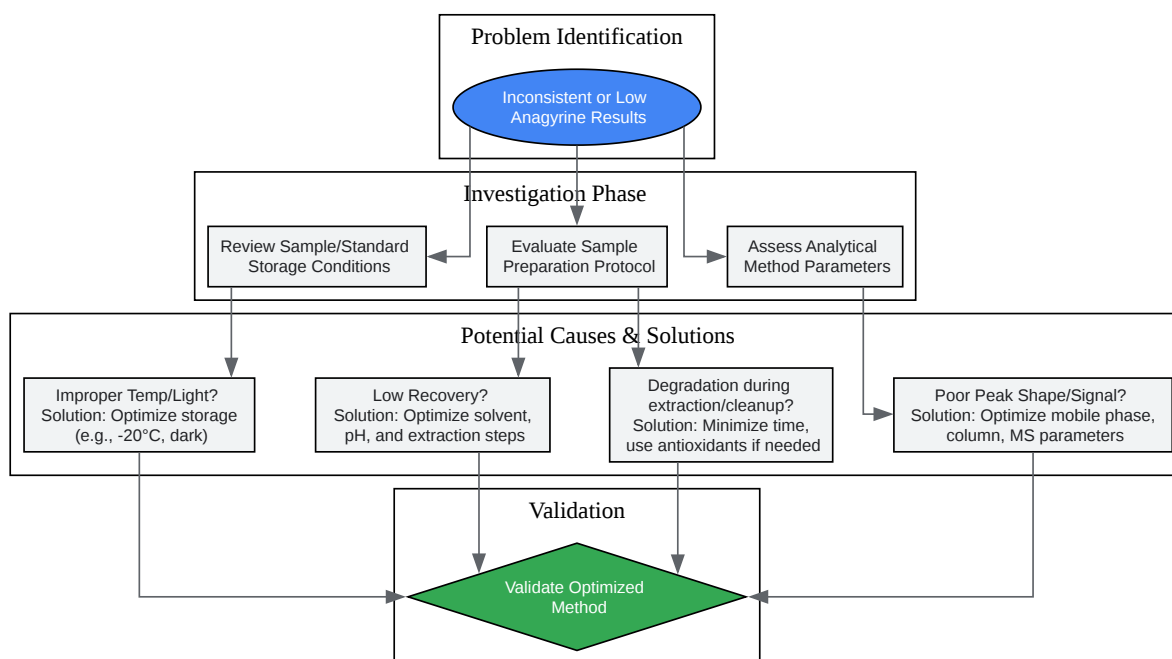 Problem Identification
Inconsistent or Low
Anagyrine Results
Investigation Phase
Review Sample/Standard
Storage Conditions
Evaluate Sample
Preparation Protocol
Assess Analytical
Method Parameters
Potential Causes & Solutions
Improper Temp/Light?
Solution: Optimize storage
(e.g., -20°C, dark)
Low Recovery?
Solution: Optimize solvent,
pH, and extraction steps
Degradation during
extraction/cleanup?
Solution: Minimize time,
use antioxidants if needed
Poor Peak Shape/Signal?
Solution: Optimize mobile phase,
column, MS parameters
Validation
Validate Optimized
Method